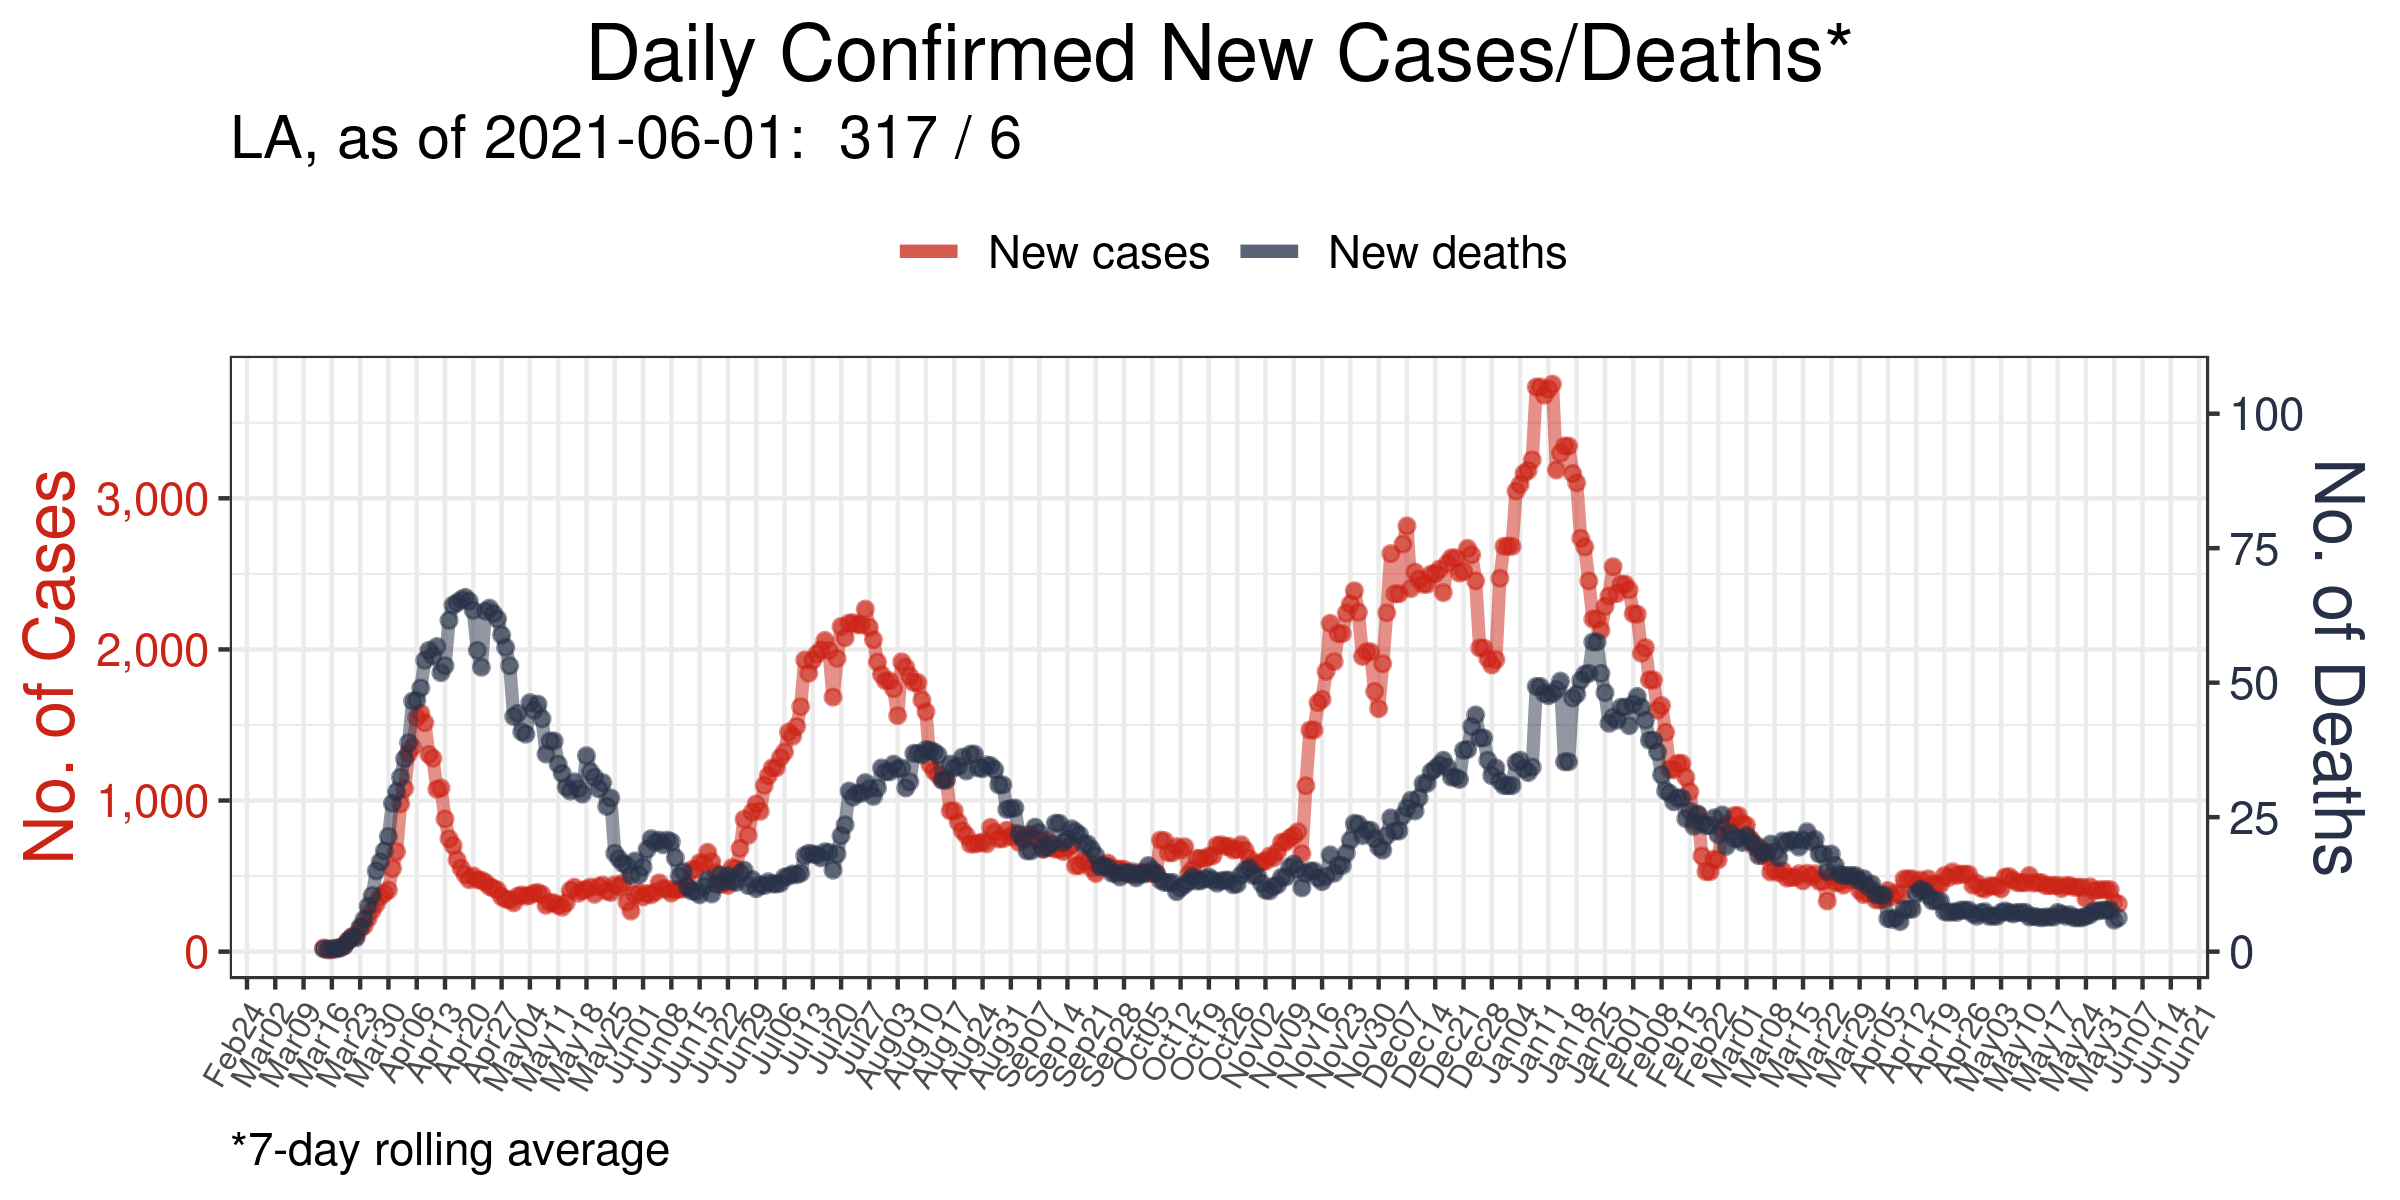 Daily Confirmed New Cases/Deaths*
LA, as of 2021-06-01:  317 / 6
New cases New deaths
No. of Cases
3,000
2,000
1,000
0
100
75
50
25
0
No. of Deaths
Feb24 Mar02 Mar09 Mar16 Mar23 Mar30 Apr06 Apr13 Apr20 Apr27 May04 May11 May18 May25 Jun01 Jun08 Jun15 Jun22 Jun29 Jul06 Jul13 Jul20 Jul27 Aug03 Aug10 Aug17 Aug24 Aug31 Sep07 Sep14 Sep21 Sep28 Oct05 Oct12 Oct19 Oct26 Nov02 Nov09 Nov16 Nov23 Nov30 Dec07 Dec14 Dec21 Dec28 Jan04 Jan11 Jan18 Jan25 Feb01 Feb08 Feb15 Feb22 Mar01 Mar08 Mar15 Mar22 Mar29 Apr05 Apr12 Apr19 Apr26 May03 May10 May17 May24 May31 Jun07 Jun14 Jun21
*7-day rolling average